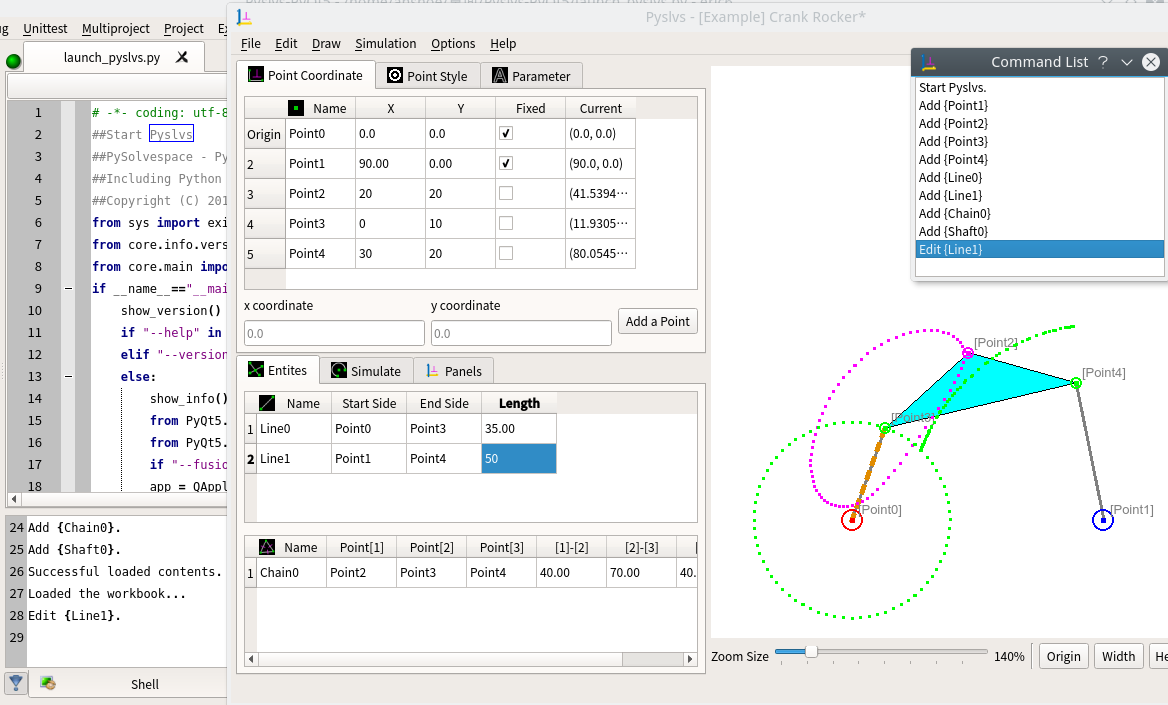 Pyslvs - [Example] Crank Rocker*
g Unittest Multiproject Project
launch_pyslvs.py
1 # -*- coding: utf-8
2 ##Start Pyslvs
3 ##PySolvespace - Py
4 ##Including Python
5 ##Copyright (C) 201
6 from sys import exi
7 from core.info.vers
8 from core.main impo
9 if __name__=="__mai
10 show_version()
11 if "--help" in
12 elif "--version
13 else:
14 show_info()
15 from PyQt5.
16 from PyQt5.
17 if "--fusio
18 app = QAppl
24 Add {Chain0}.
25 Add {Shaft0}.
26 Successful loaded contents.
27 Loaded the workbook...
28 Edit {Line1}.
29
Shell
File Edit Draw Simulation Options Help
Point Coordinate Point Style Parameter
Name X Y Fixed Current
Origin Point0 0.0 0.0 (0.0, 0.0)
2 Point1 90.00 0.00 (90.0, 0.0)
3 Point2 20 20 (41.5394···
4 Point3 0 10 (11.9305···
5 Point4 30 20 (80.0545···
x coordinate y coordinate
0.0 0.0 Add a Point
Entites Simulate Panels
Name Start Side End Side Length
1 Line0 Point0 Point3 35.00
2 Line1 Point1 Point4 50
Name Point[1] Point[2] Point[3] [1]-[2] [2]-[3] [
1 Chain0 Point2 Point3 Point4 40.00 70.00 40.
Command List
Start Pyslvs.
Add {Point1}
Add {Point2}
Add {Point3}
Add {Point4}
Add {Line0}
Add {Line1}
Add {Chain0}
Add {Shaft0}
Edit {Line1}
[Point2]
[Point4]
[Point3]
[Point0]
[Point1]
Zoom Size 140% Origin Width He